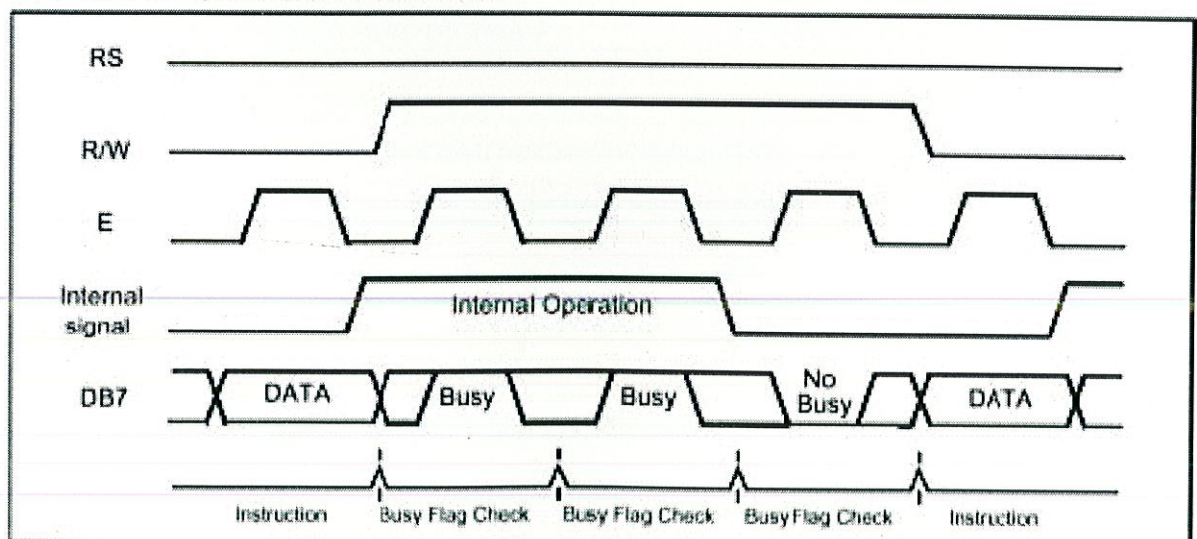 RS
R/W
E
Internal
signal
Internal Operation
DB7
DATA
Busy
Busy
No
Busy
DATA
Instruction
Busy Flag Check
Busy Flag Check
Busy Flag Check
Instruction